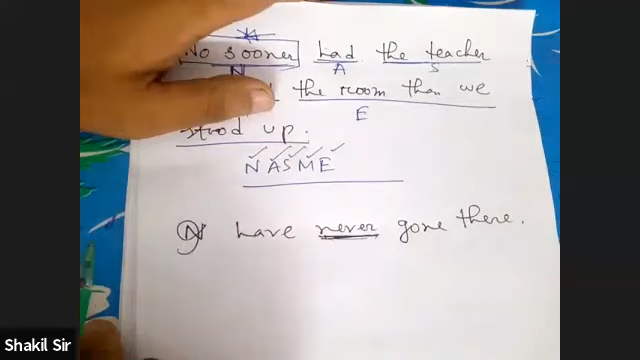 No sooner had the teacher
N A S
the room than we
E
stood up.
NASME
have never gone there.
Shakil Sir